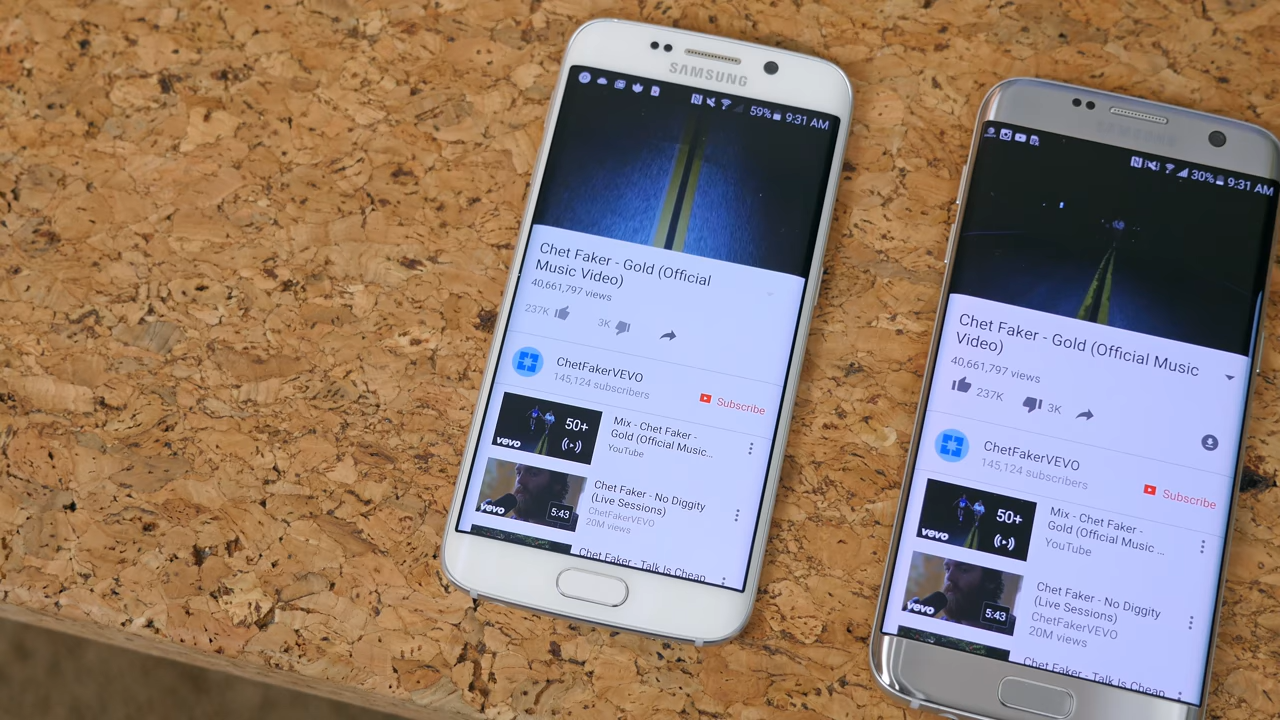 SAMSUNG
59% 9:31 AM
Chet Faker - Gold (Official
Music Video)
40,661,797 views
237K 3K
ChetFakerVEVO
145,124 subscribers
Subscribe
50+
vevo
Mix - Chet Faker -
Gold (Official Music...
YouTube
5:43
vevo
Chet Faker - No Diggity
(Live Sessions)
ChetFakerVEVO
20M views
Chet Faker - Talk Is Cheap
SAMSUNG
30% 9:31 AM
Chet Faker - Gold (Official Music
Video)
40,661,797 views
237K 3K
ChetFakerVEVO
145,124 subscribers
Subscribe
50+
vevo
Mix - Chet Faker -
Gold (Official Music ...
YouTube
5:43
vevo
Chet Faker - No Diggity
(Live Sessions)
ChetFakerVEVO
20M views
Chet Faker - Talk Is Cheap